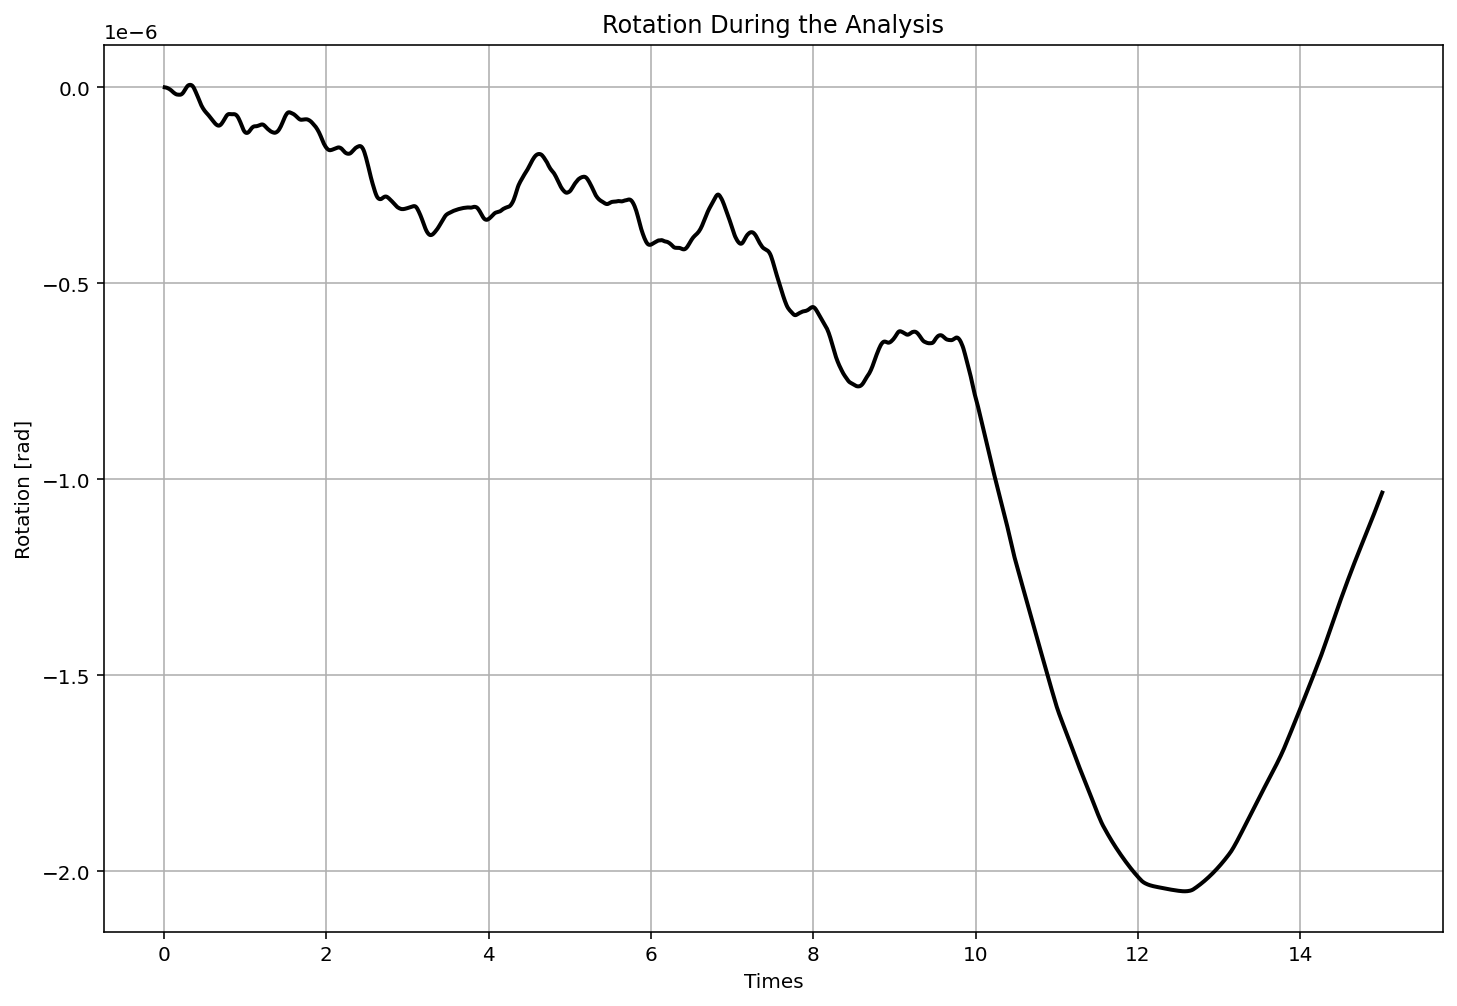 Rotation During the Analysis
1e−6
0.0
−0.5
−1.0
−1.5
−2.0
Rotation [rad]
0 2 4 6 8 10 12 14
Times